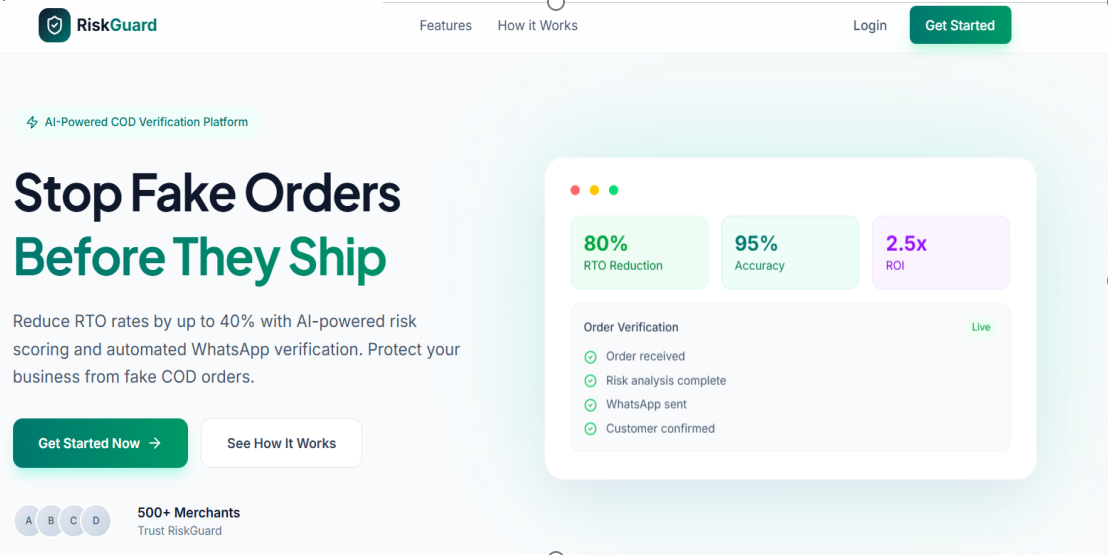 RiskGuard
Features
How it Works
Login
Get Started
AI-Powered COD Verification Platform
Stop Fake Orders
Before They Ship
Reduce RTO rates by up to 40% with AI-powered risk
scoring and automated WhatsApp verification. Protect your
business from fake COD orders.
Get Started Now
See How It Works
A B C D
500+ Merchants
Trust RiskGuard
80%
RTO Reduction
95%
Accuracy
2.5x
ROI
Order Verification
Live
Order received
Risk analysis complete
WhatsApp sent
Customer confirmed